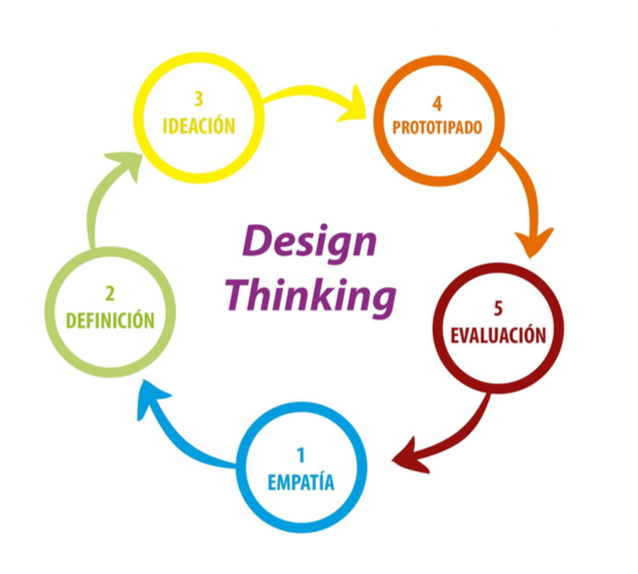 Design
Thinking
1
EMPATÍA
2
DEFINICIÓN
3
IDEACIÓN
4
PROTOTIPADO
5
EVALUACIÓN